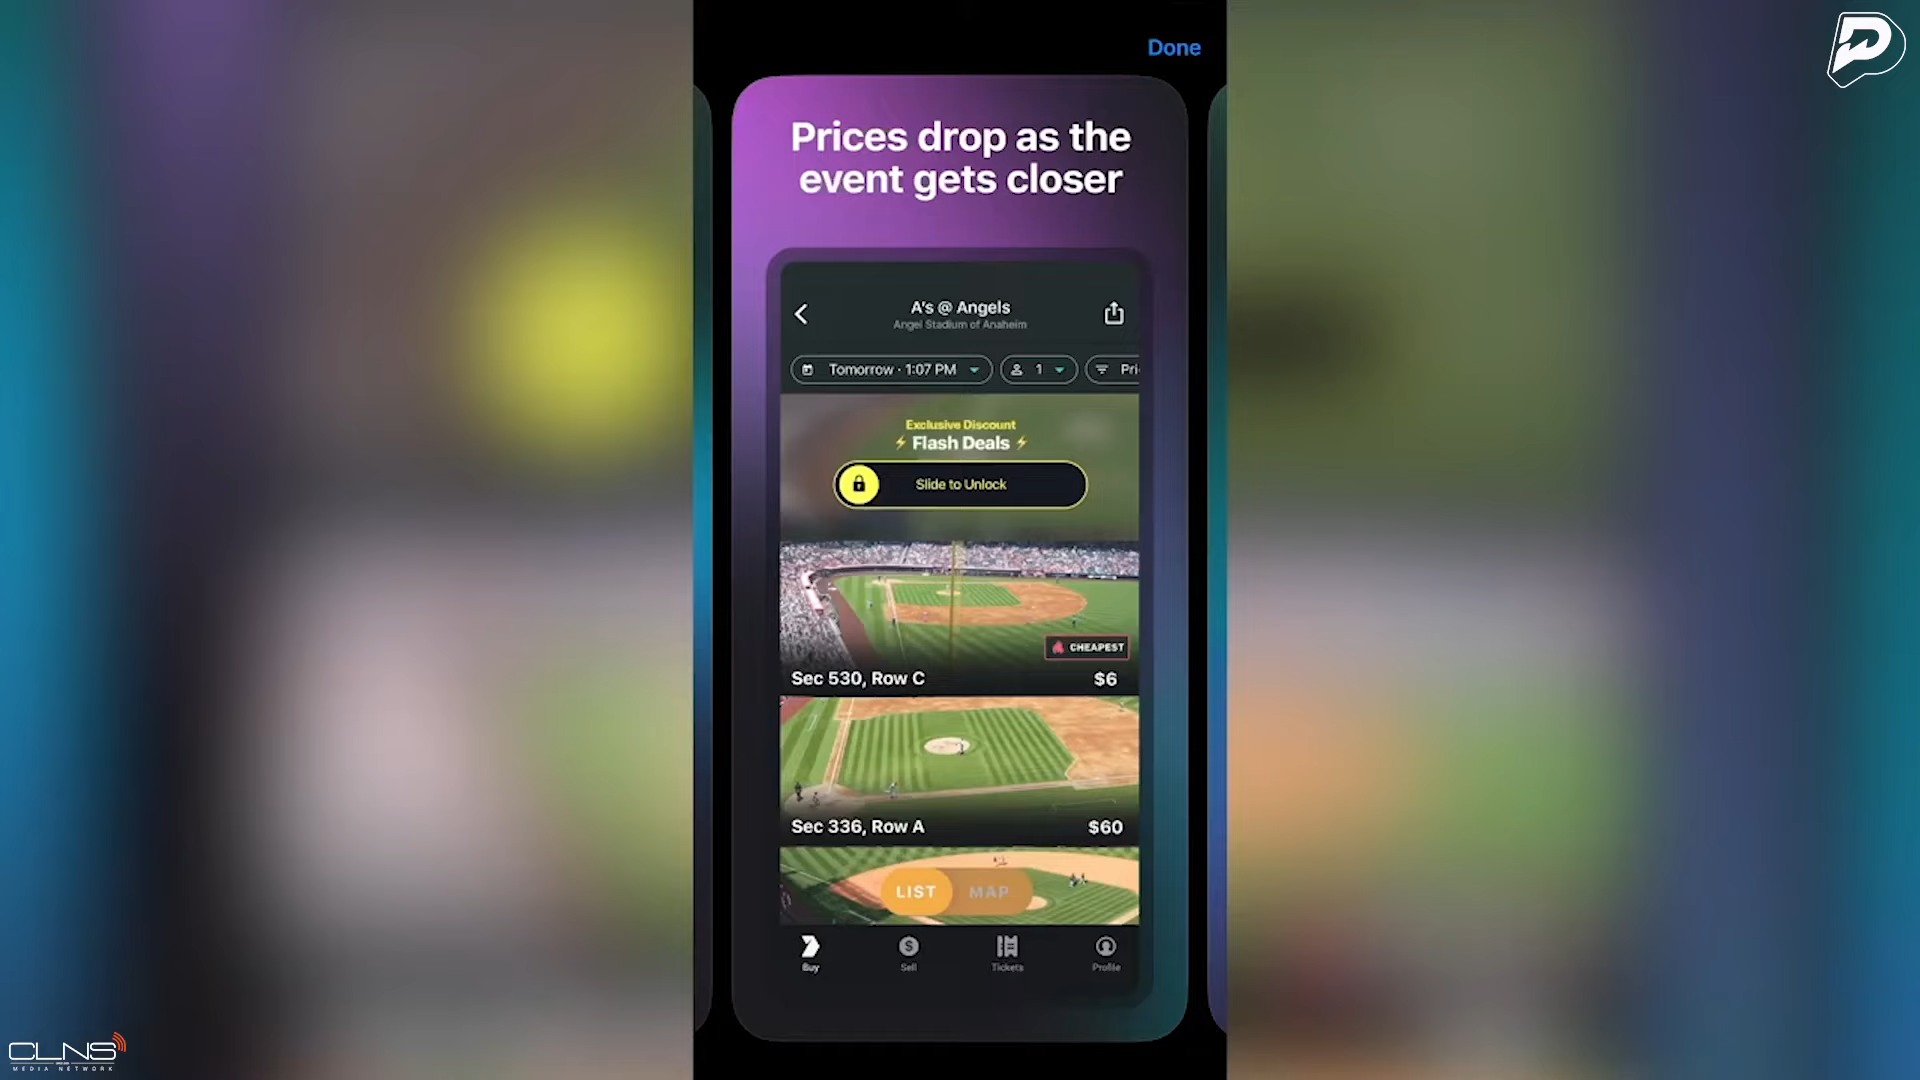 Done
Prices drop as the
event gets closer
A's @ Angels
Angel Stadium of Anaheim
Tomorrow · 1:07 PM
1
Pri
Exclusive Discount
⚡ Flash Deals ⚡
Slide to Unlock
CHEAPEST
Sec 530, Row C
$6
Sec 336, Row A
$60
LIST
MAP
Buy
Sell
Tickets
Profile
CLNS
MEDIA NETWORK